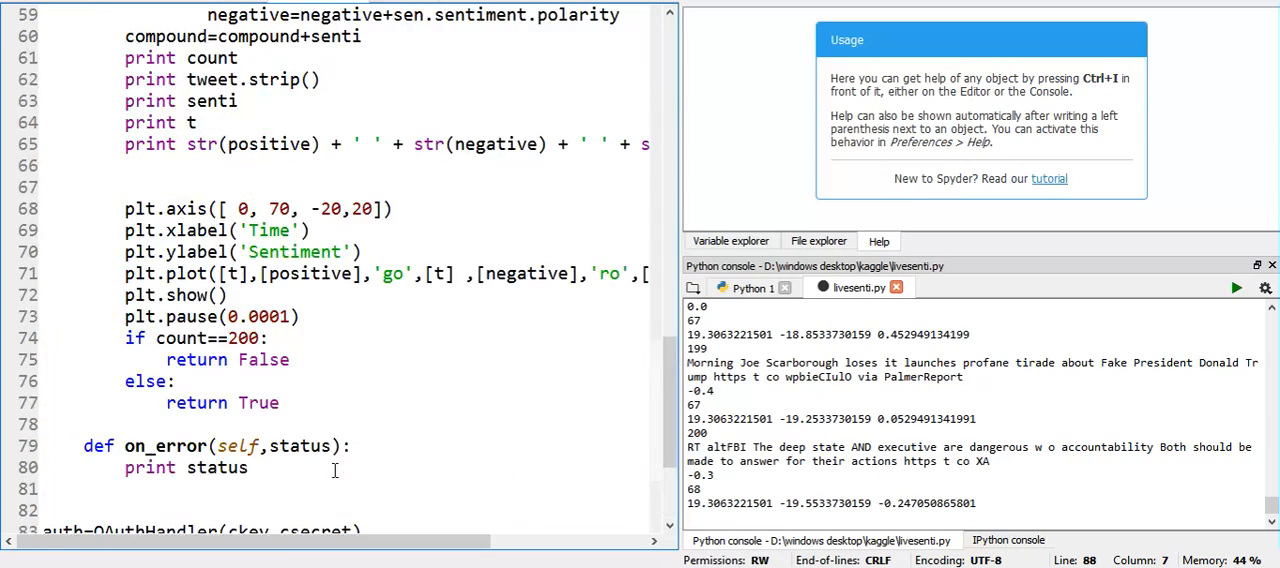 59 negative=negative+sen.sentiment.polarity
60 compound=compound+senti
61 print count
62 print tweet.strip()
63 print senti
64 print t
65 print str(positive) + ' ' + str(negative) + ' ' + s
66
67
68 plt.axis([ 0, 70, -20,20])
69 plt.xlabel('Time')
70 plt.ylabel('Sentiment')
71 plt.plot([t],[positive],'go',[t] ,[negative],'ro',[
72 plt.show()
73 plt.pause(0.0001)
74 if count==200:
75 return False
76 else:
77 return True
78
79 def on_error(self,status):
80 print status
81
82
83 auth=OAuthHandler(ckey,csecret)
Usage
Here you can get help of any object by pressing Ctrl+I in
front of it, either on the Editor or the Console.
Help can also be shown automatically after writing a left
parenthesis next to an object. You can activate this
behavior in Preferences > Help.
New to Spyder? Read our tutorial
Variable explorer File explorer Help
Python console - D:\windows desktop\kaggle\livesenti.py
Python 1 livesenti.py
0.0
67
19.3063221501 -18.8533730159 0.452949134199
199
Morning Joe Scarborough loses it launches profane tirade about Fake President Donald Tr
ump https t co wpbieCIulO via PalmerReport
-0.4
67
19.3063221501 -19.2533730159 0.0529491341991
200
RT altFBI The deep state AND executive are dangerous w o accountability Both should be
made to answer for their actions https t co XA
-0.3
68
19.3063221501 -19.5533730159 -0.247050865801
Python console - D:\windows desktop\kaggle\livesenti.py IPython console
Permissions: RW End-of-lines: CRLF Encoding: UTF-8 Line: 88 Column: 7 Memory: 44 %